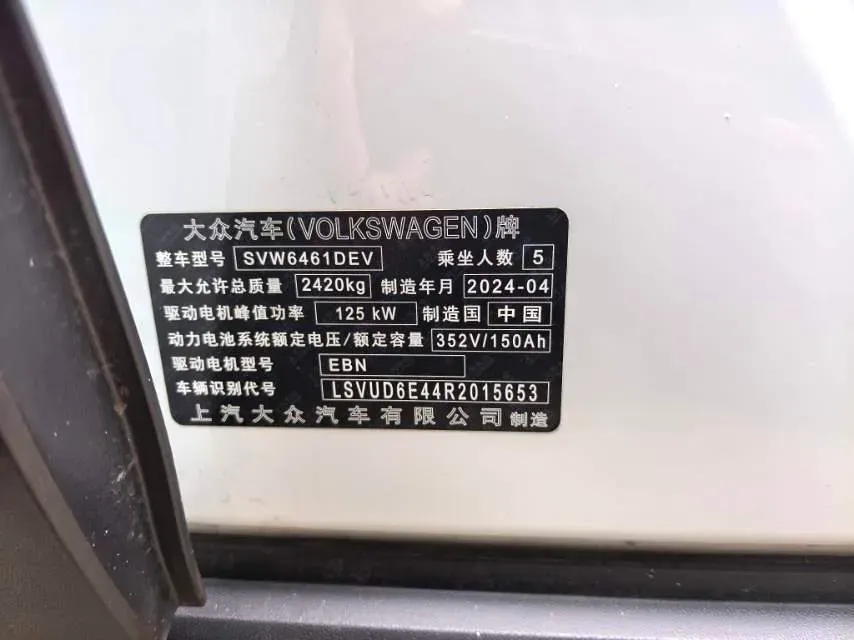 大众汽车(VOLKSWAGEN)牌
整车型号 SVW6461DEV 乘坐人数 5
最大允许总质量 2420kg 制造年月 2024-04
驱动电机峰值功率 125 kW 制造国 中国
动力电池系统额定电压/额定容量 352V/150Ah
驱动电机型号 EBN
车辆识别代号 LSVUD6E44R2015653
上汽大众汽车有限公司 制造